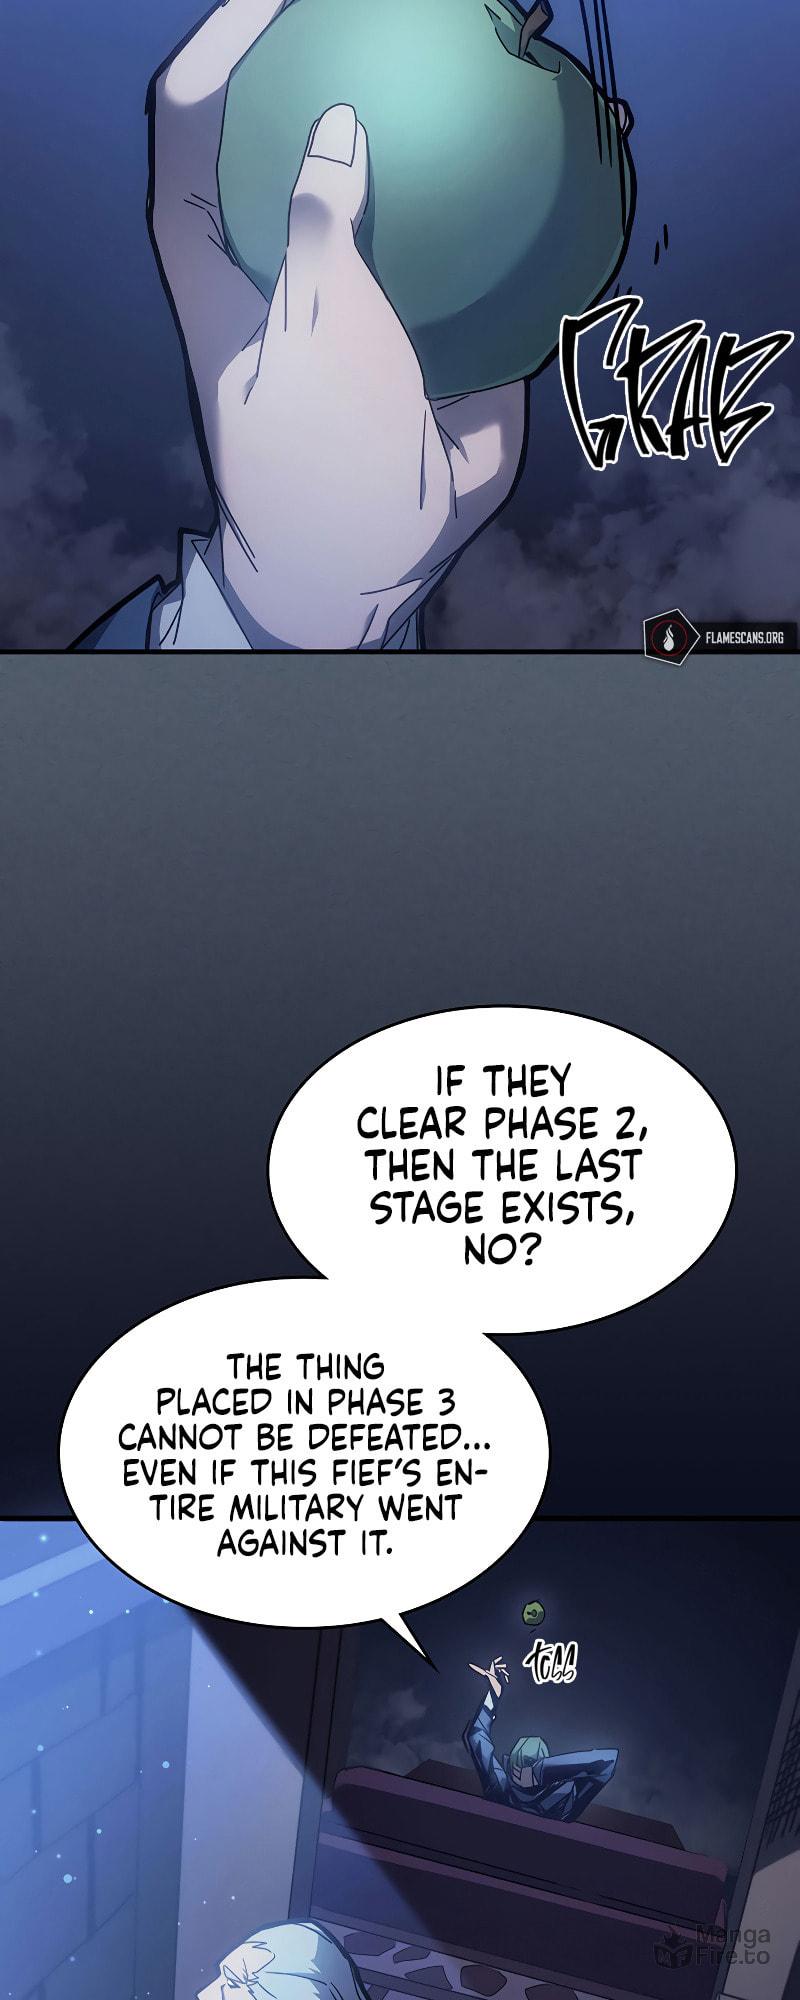 GRAB
FLAMESCANS.ORG
IF THEY
CLEAR PHASE 2,
THEN THE LAST
STAGE EXISTS,
NO?
THE THING
PLACED IN PHASE 3
CANNOT BE DEFEATED...
EVEN IF THIS FIEF'S EN-
TIRE MILITARY WENT
AGAINST IT.
TOSS
Manga
Fire.to